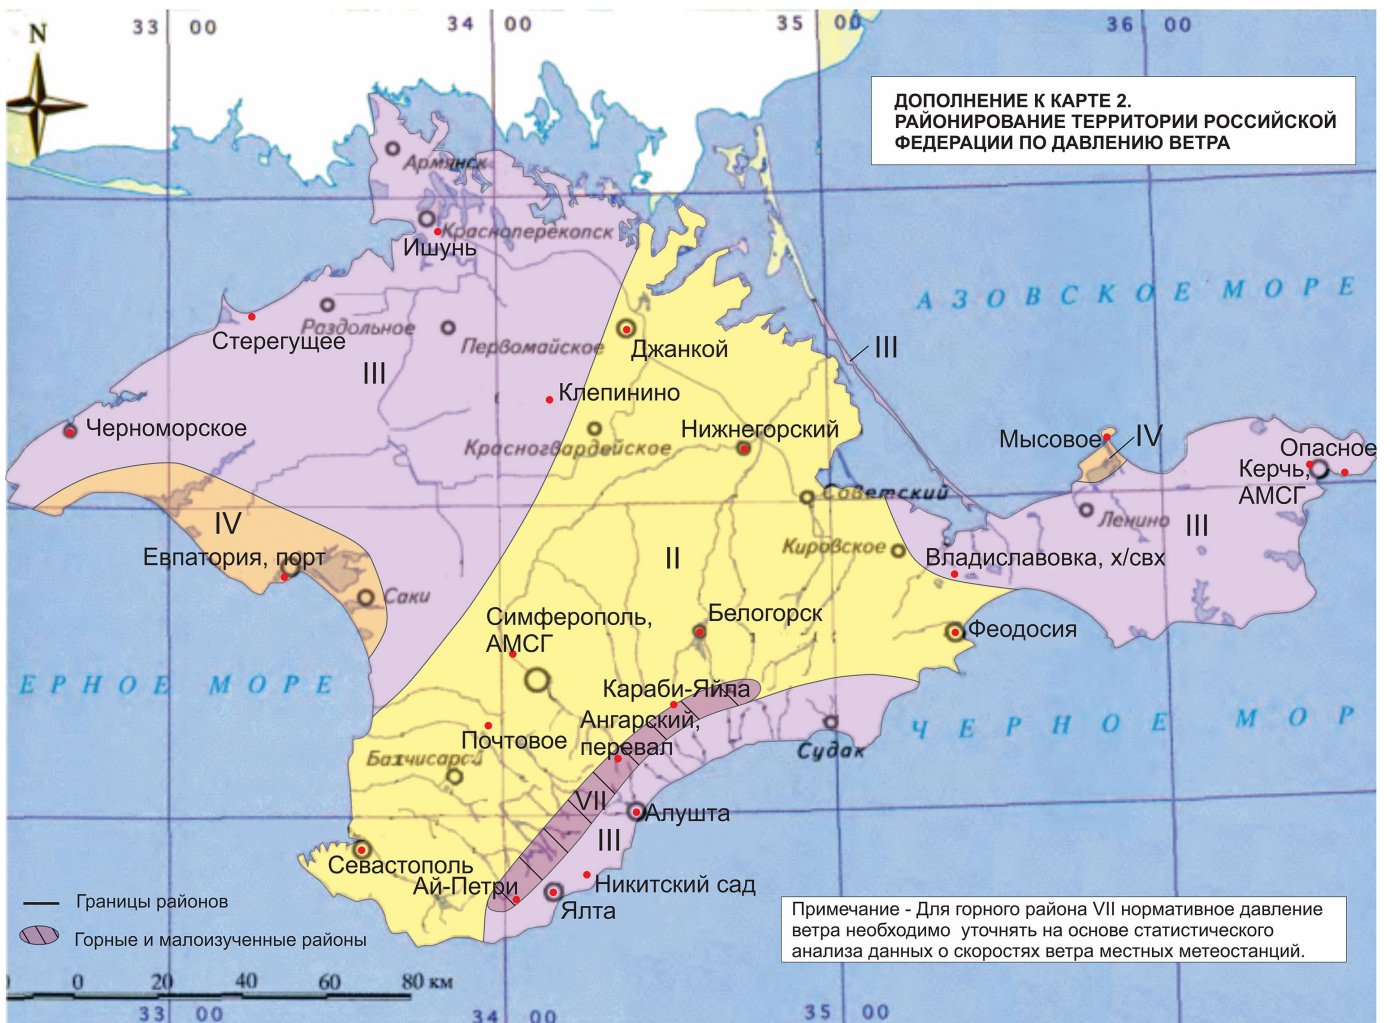 33 00
34 00
35 00
36 00
N
ДОПОЛНЕНИЕ К КАРТЕ 2.
РАЙОНИРОВАНИЕ ТЕРРИТОРИИ РОССИЙСКОЙ
ФЕДЕРАЦИИ ПО ДАВЛЕНИЮ ВЕТРА
Армянск
Красноперекопск
Ишунь
АЗОВСКОЕ МОРЕ
Раздольное
Стерегущее
Первомайское
Джанкой
III
III
Клепинино
Черноморское
Красногвардейское
Нижнегорский
Мысовое
IV
Опасное
Керчь,
АМСГ
Советский
IV
Ленино
III
Евпатория, порт
Кировское
II
Владиславовка, х/свх
Саки
Симферополь,
АМСГ
Белогорск
Феодосия
ЕРНОЕ МОРЕ
Караби-Яйла
Ангарский,
перевал
ЧЕРНОЕ МОР
Почтовое
Судак
Бахчисарай
VII
Алушта
III
Севастополь
Ай-Петри
Никитский сад
Ялта
Границы районов
Горные и малоизученные районы
Примечание - Для горного района VII нормативное давление
ветра необходимо уточнять на основе статистического
анализа данных о скоростях ветра местных метеостанций.
0 20 40 60 80 км
33 00
34 00
35 00